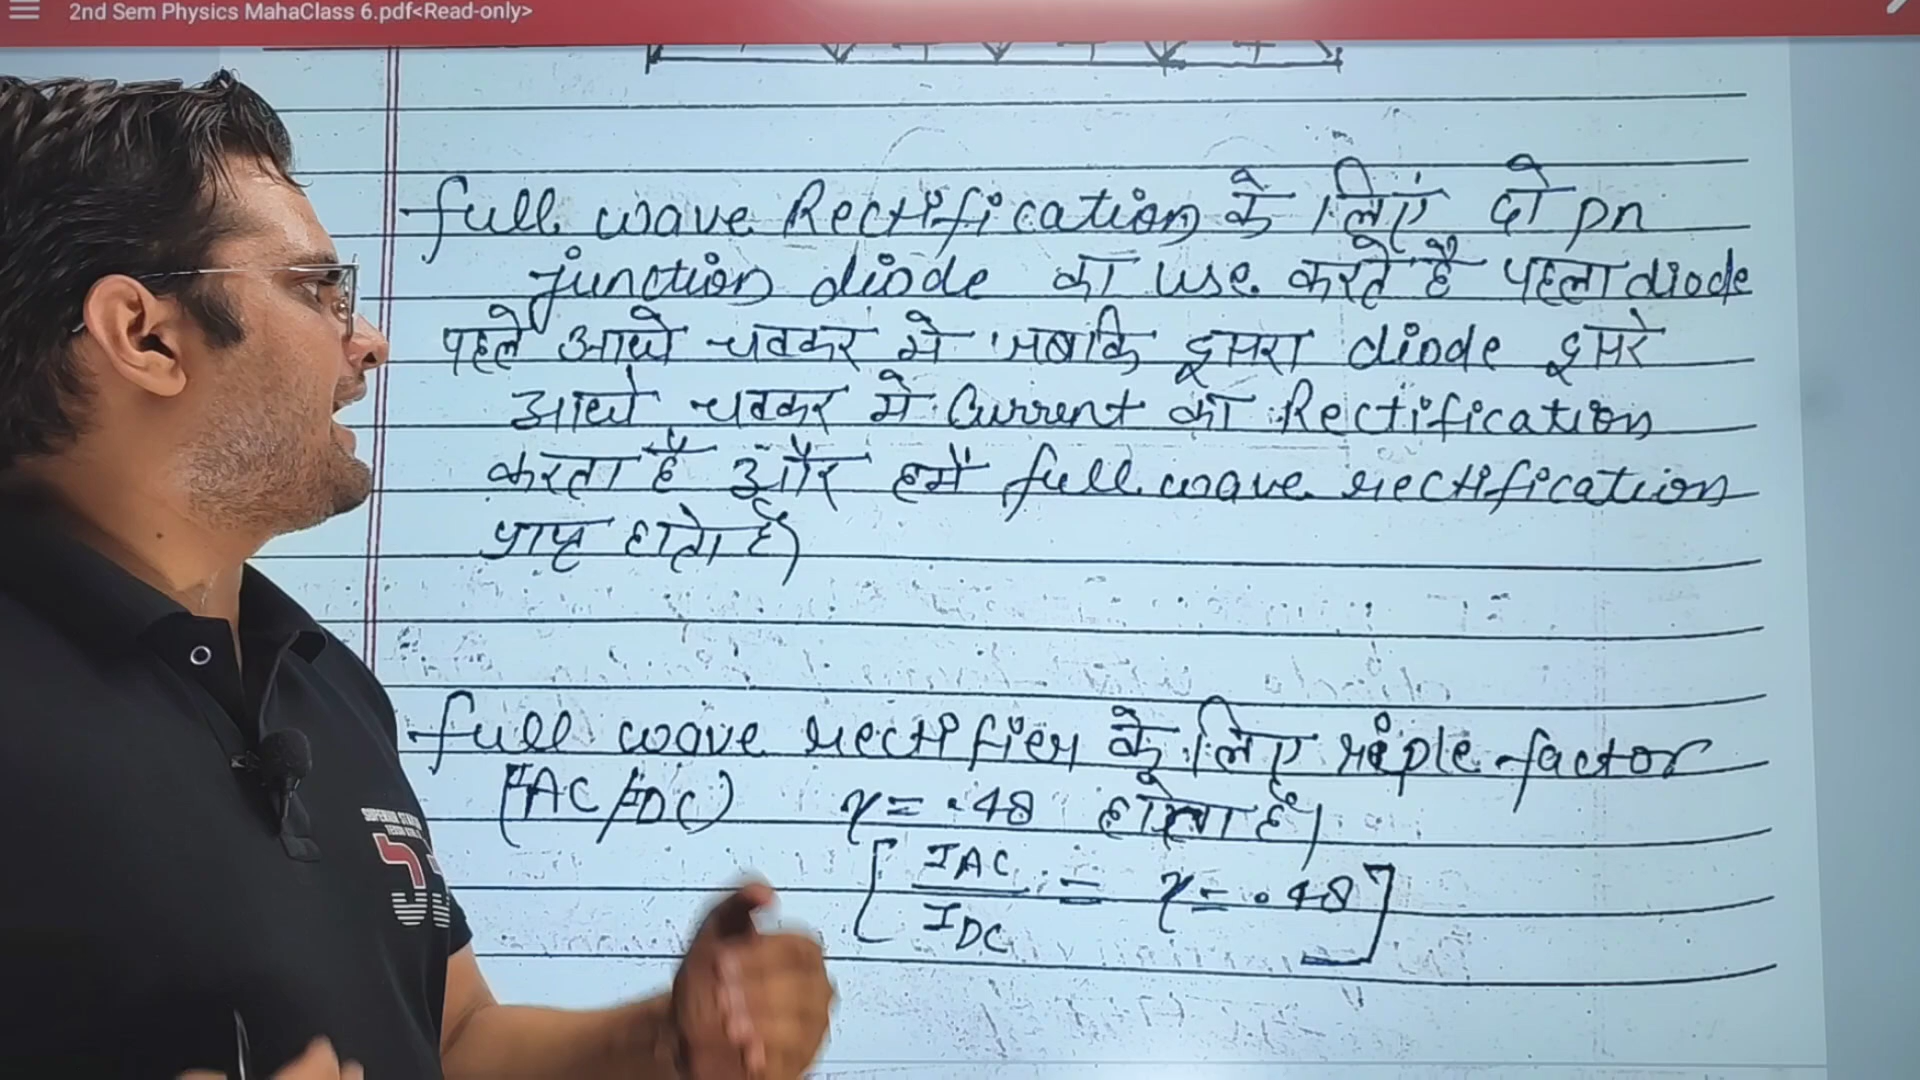 2nd Sem Physics MahaClass 6.pdf<Read-only>
full wave Rectification के लिएं दो pn
junction diode का use करते है पहला diode
पहले आधे चक्कर मे जबकि दूसरा diode दूसरे
आधे चक्कर मे Current का Rectification
करता है और हमें full wave rectification
प्राप्त होता है)
full wave rectifier के लिए riple factor
(IAC/IDC) r = .48 होता है।
[IAC/IDC = r = .48]